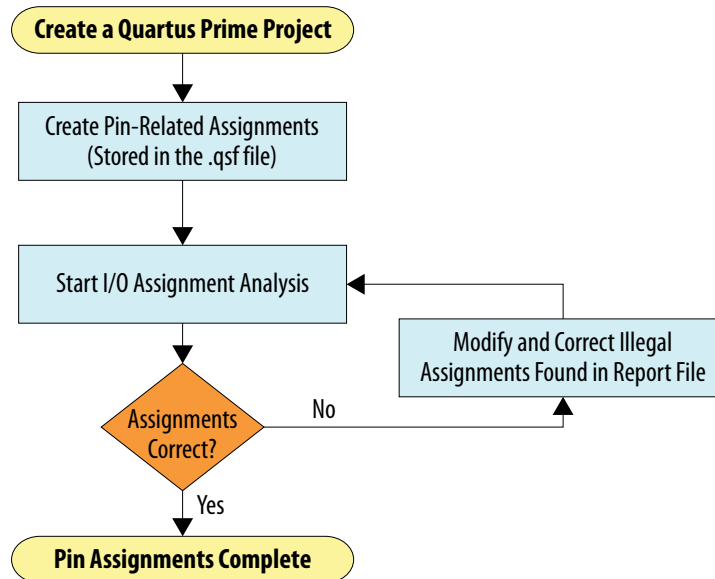 Create a Quartus Prime Project
Create Pin-Related Assignments
(Stored in the .qsf file)
Start I/O Assignment Analysis
Modify and Correct Illegal
Assignments Found in Report File
Assignments
Correct?
No
Yes
Pin Assignments Complete